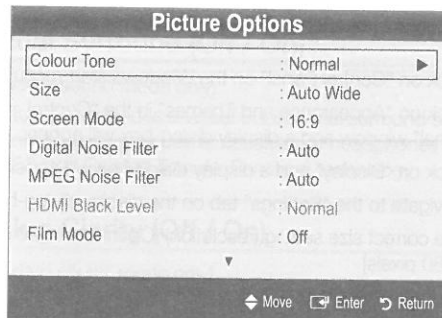 Picture Options
Colour Tone : Normal ►
Size : Auto Wide
Screen Mode : 16:9
Digital Noise Filter : Auto
MPEG Noise Filter : Auto
HDMI Black Level : Normal
Film Mode : Off
▼
Move Enter Return